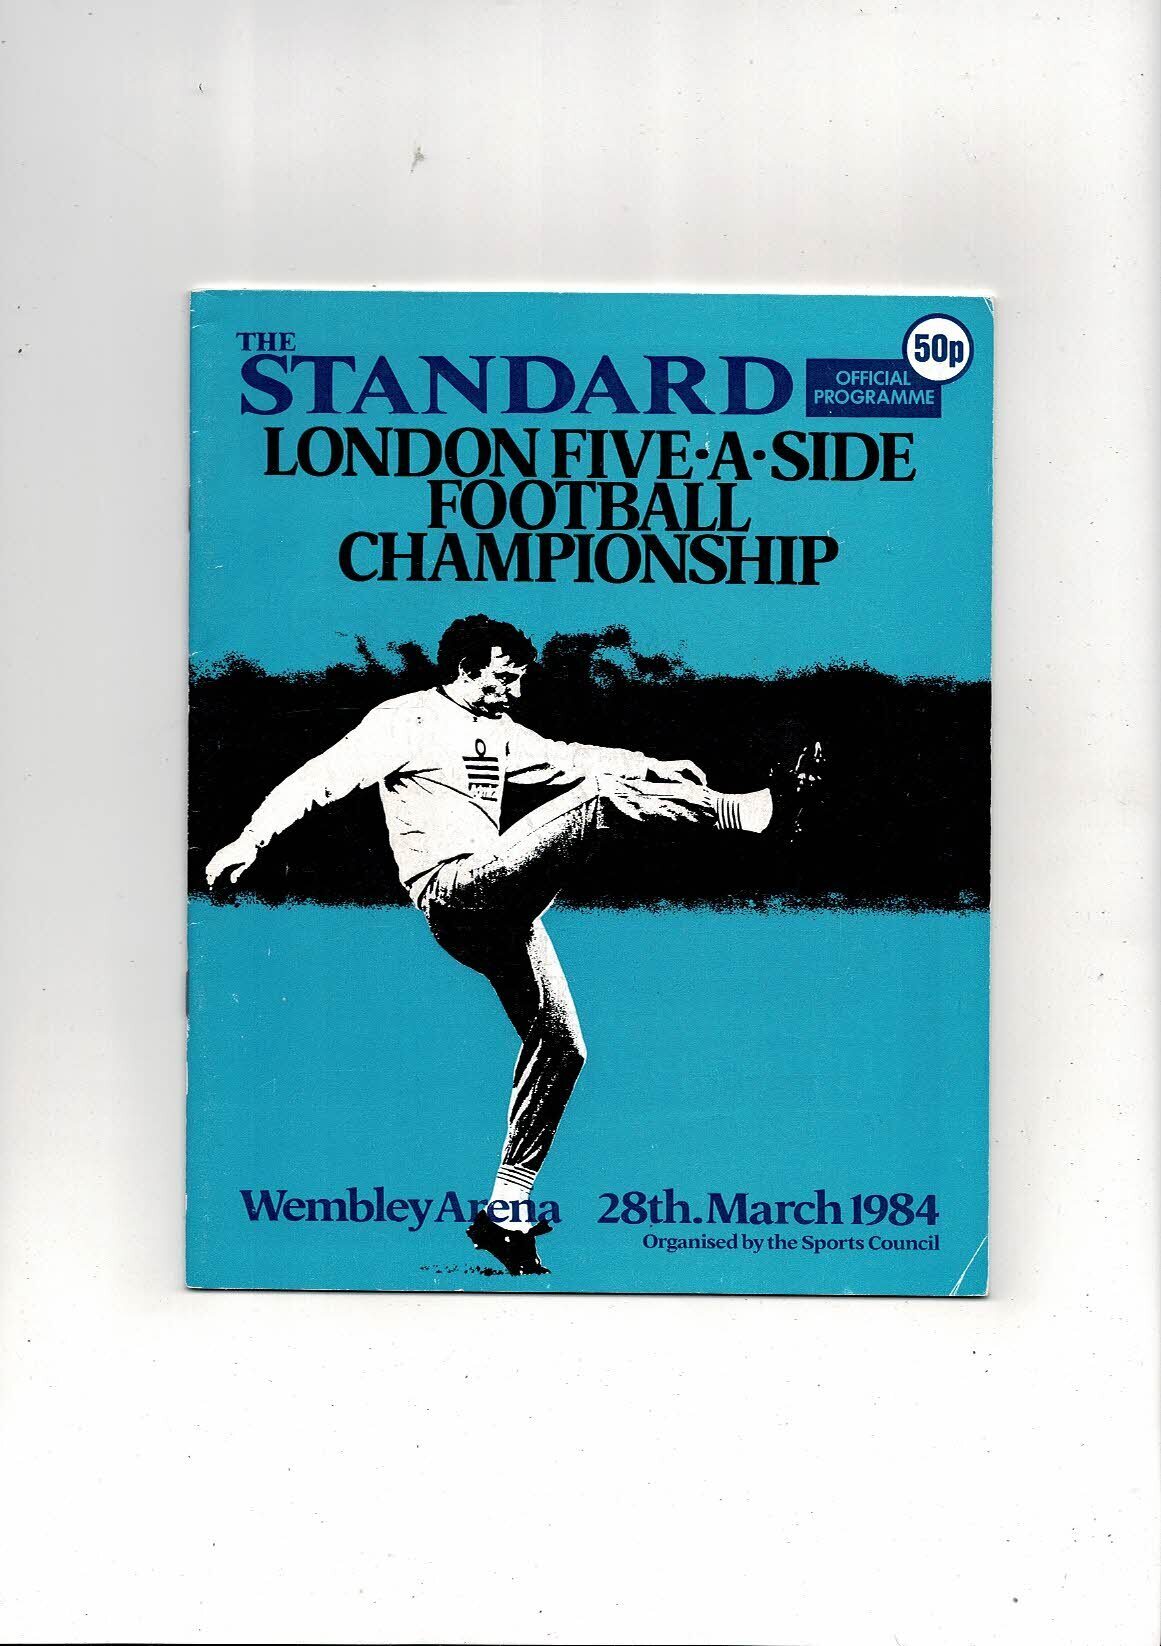 THE
STANDARD
50p
OFFICIAL
PROGRAMME
LONDON FIVE·A·SIDE
FOOTBALL
CHAMPIONSHIP
Wembley Arena 28th. March 1984
Organised by the Sports Council